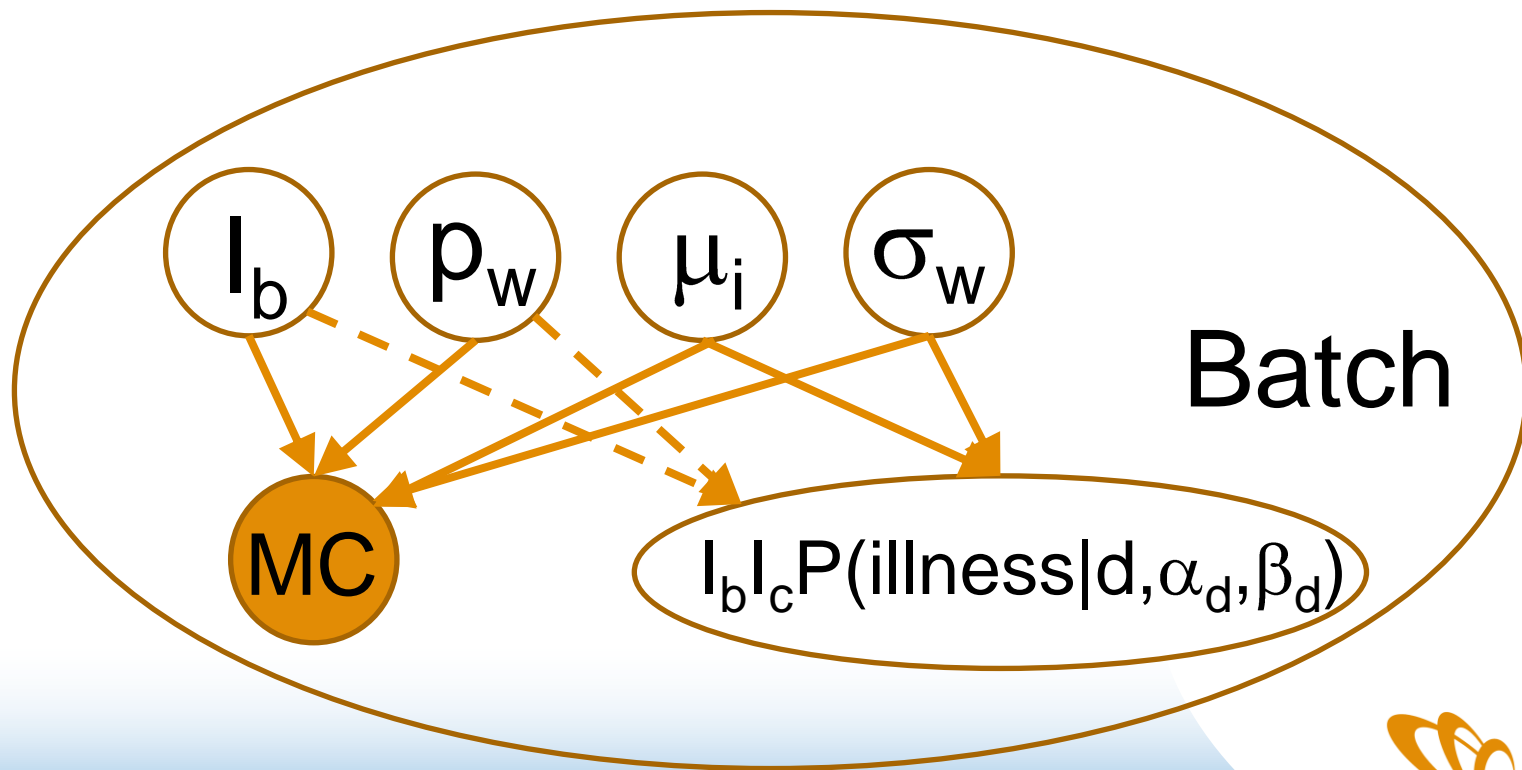 I_b p_w μ_i σ_w
Batch
MC
I_bI_cP(illness|d,α_d,β_d)